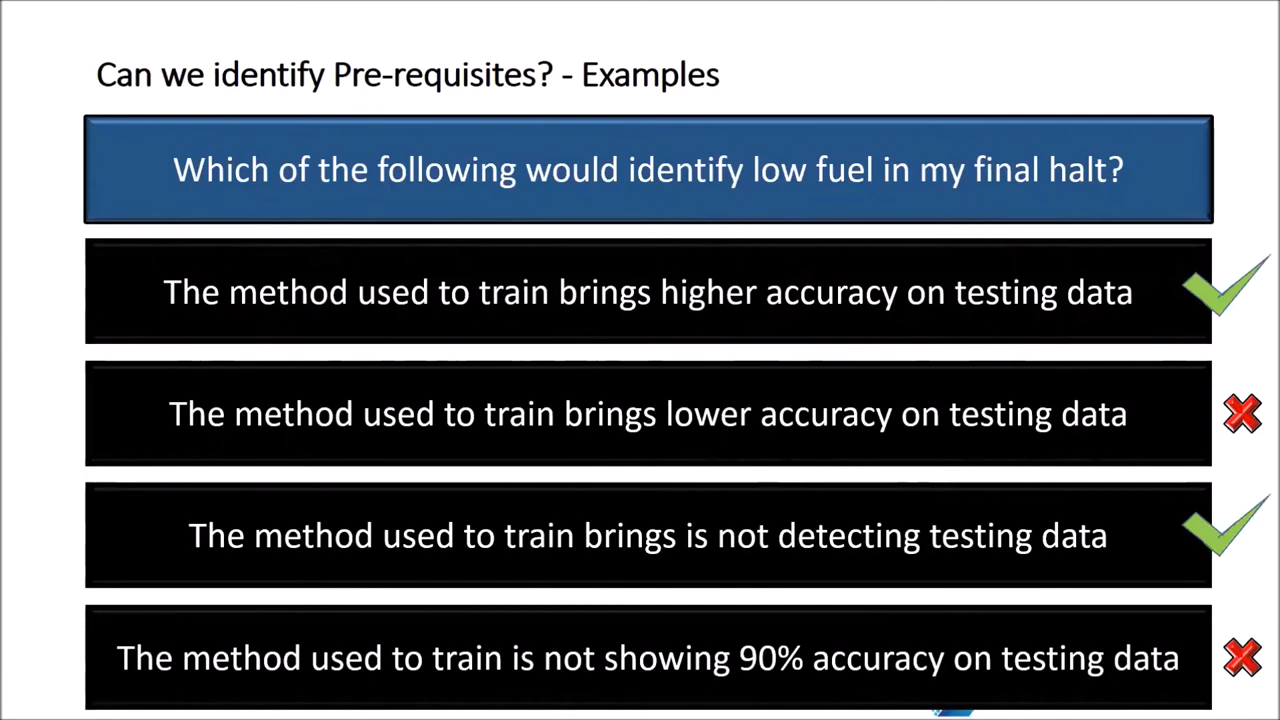 Can we identify Pre-requisites? - Examples
Which of the following would identify low fuel in my final halt?
The method used to train brings higher accuracy on testing data
The method used to train brings lower accuracy on testing data
The method used to train brings is not detecting testing data
The method used to train is not showing 90% accuracy on testing data